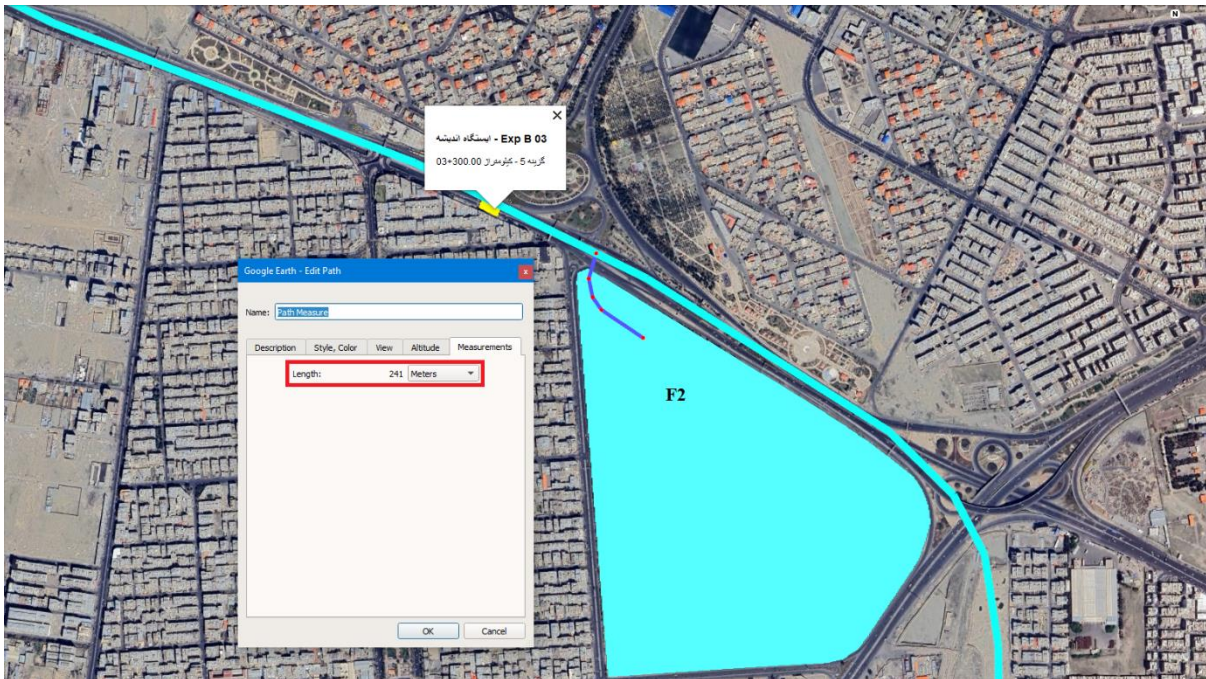 N
Exp B 03 - ایستگاه اندیشه
گزینه 5 - کیلومتراژ 03+300.00
Google Earth - Edit Path
Name: Path Measure
Description Style, Color View Altitude Measurements
Length: 241 Meters
OK Cancel
F2